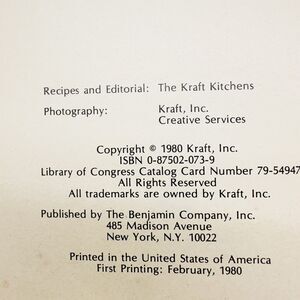 Recipes and Editorial: The Kraft Kitchens
Photography: Kraft, Inc.
Creative Services
Copyright © 1980 Kraft, Inc.
ISBN 0-87502-073-9
Library of Congress Catalog Card Number 79-54947
All Rights Reserved
All trademarks are owned by Kraft, Inc.
Published by The Benjamin Company, Inc.
485 Madison Avenue
New York, N.Y. 10022
Printed in the United States of America
First Printing: February, 1980